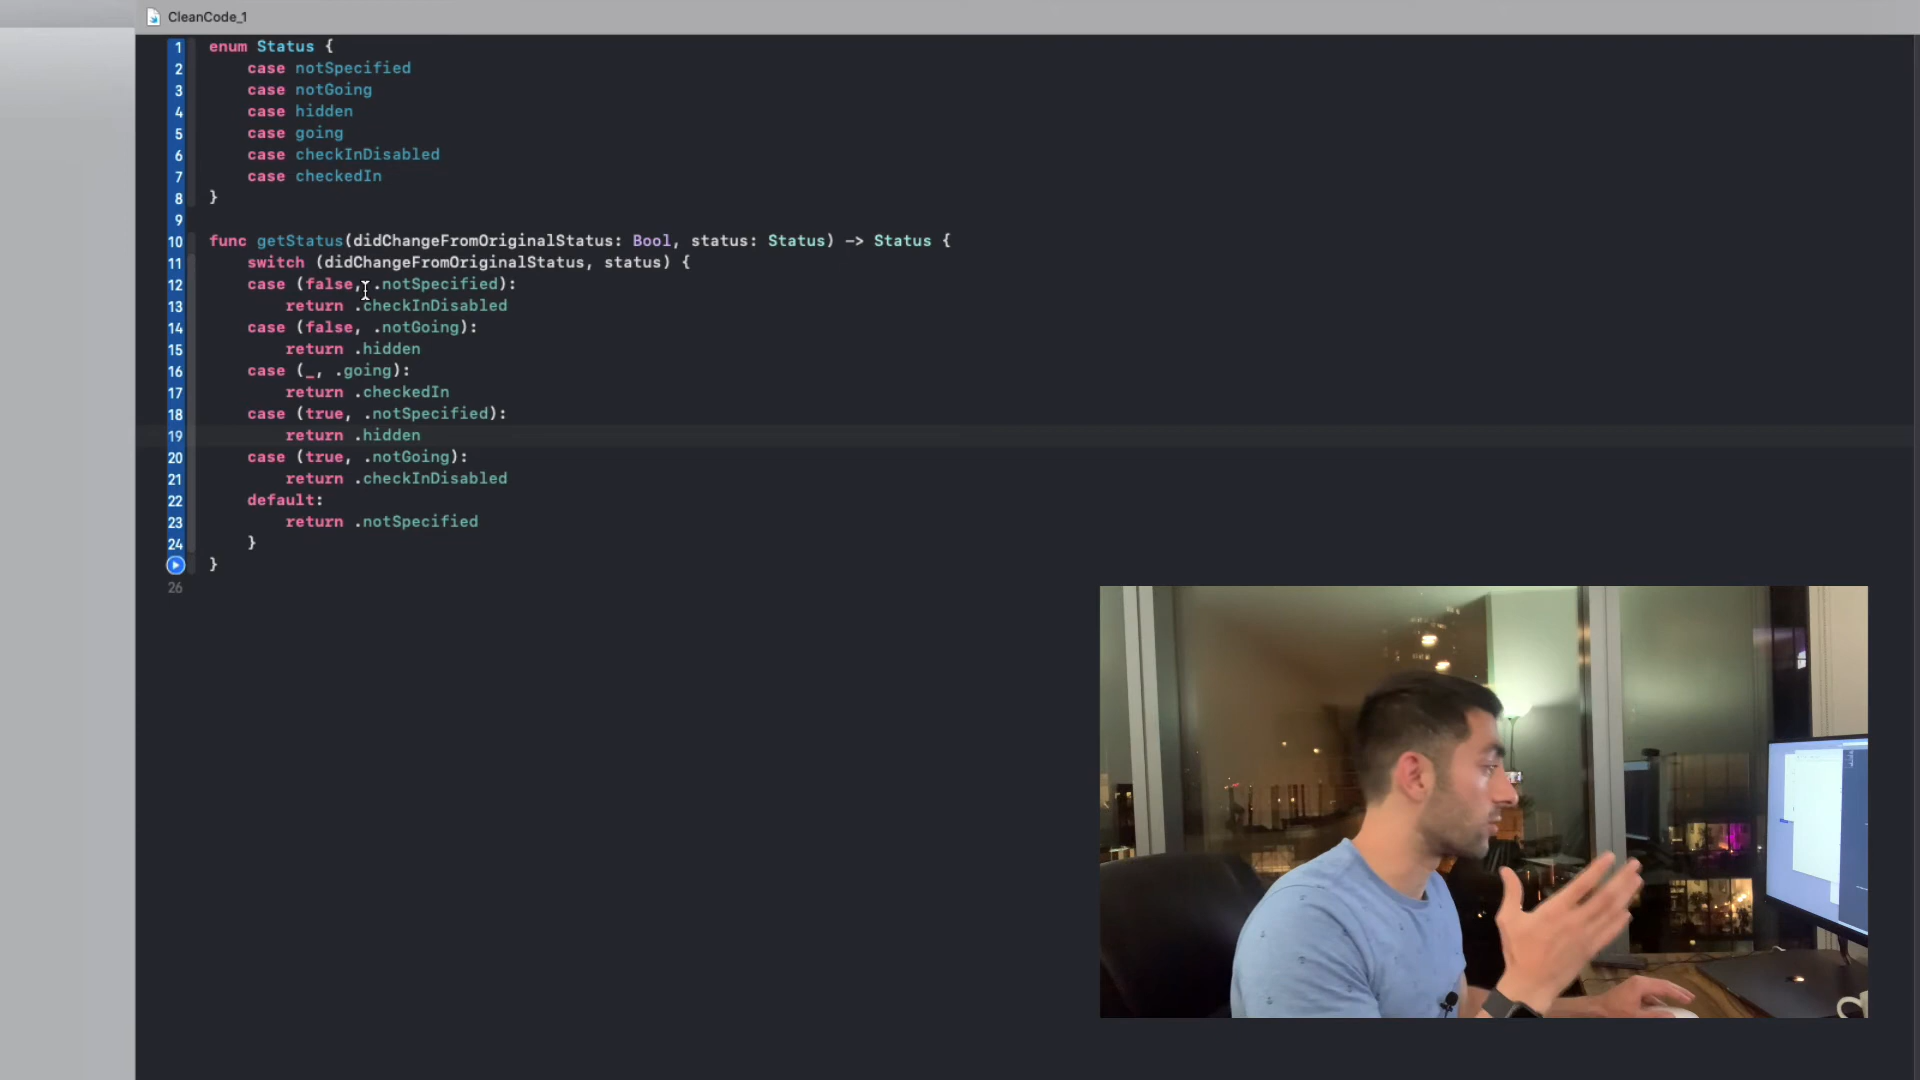 CleanCode_1
1 enum Status {
2 case notSpecified
3 case notGoing
4 case hidden
5 case going
6 case checkInDisabled
7 case checkedIn
8 }
9
10 func getStatus(didChangeFromOriginalStatus: Bool, status: Status) -> Status {
11 switch (didChangeFromOriginalStatus, status) {
12 case (false, .notSpecified):
13 return .checkInDisabled
14 case (false, .notGoing):
15 return .hidden
16 case (_, .going):
17 return .checkedIn
18 case (true, .notSpecified):
19 return .hidden
20 case (true, .notGoing):
21 return .checkInDisabled
22 default:
23 return .notSpecified
24 }
}
26